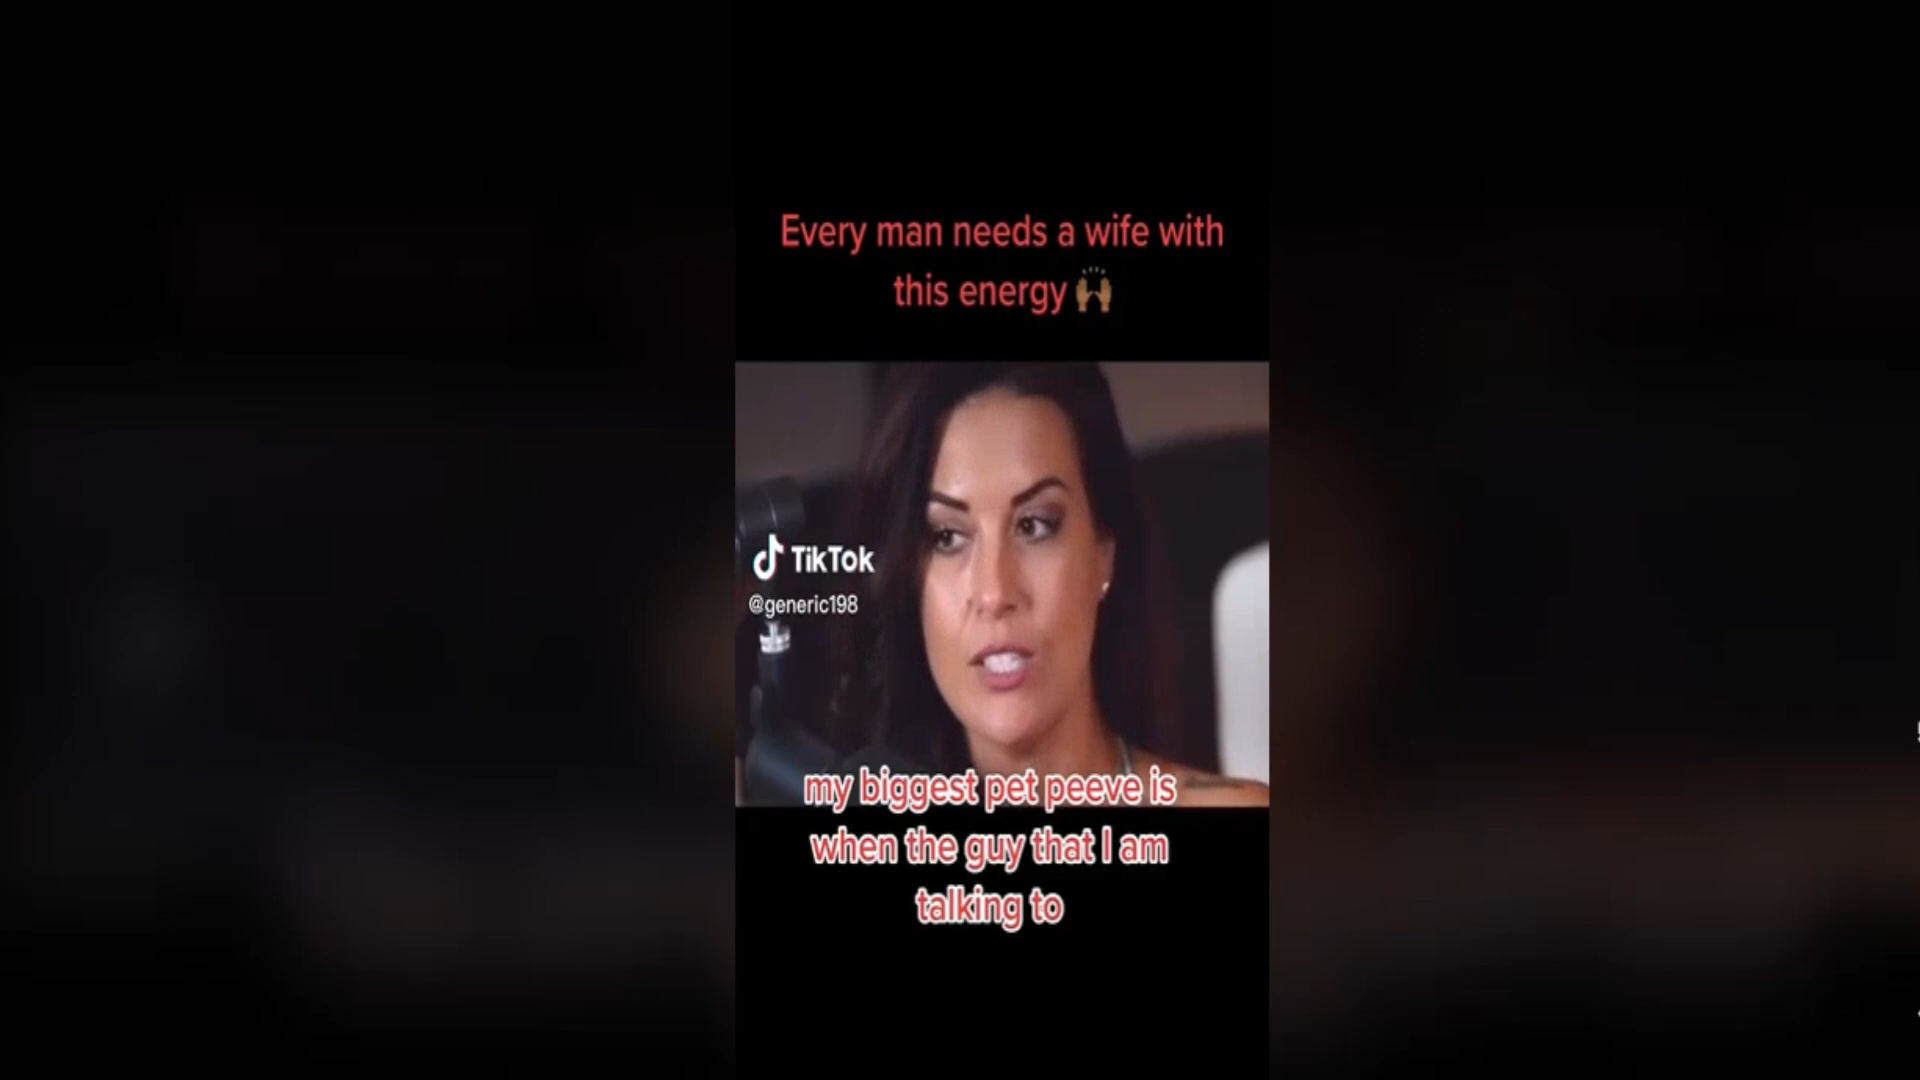 Every man needs a wife with
this energy 🙌🏾
TikTok
@generic198
my biggest pet peeve is
when the guy that I am
talking to